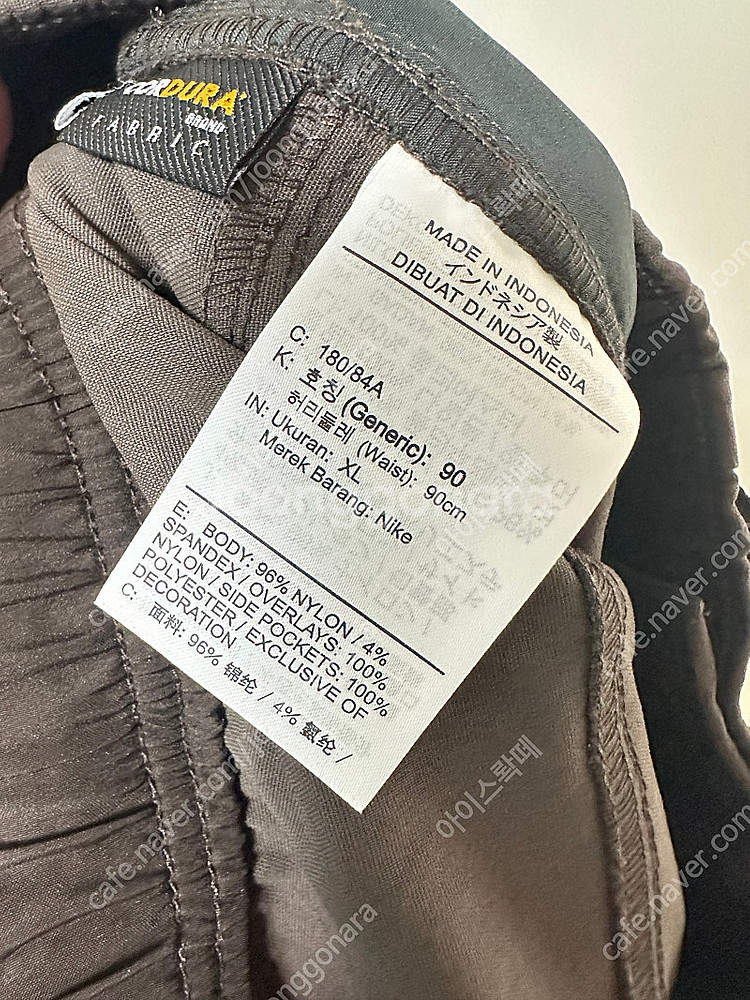 CORDURA
BRAND
FABRIC
MADE IN INDONESIA
インドネシア製
DIBUAT DI INDONESIA
C: 180/84A
K: 호칭 (Generic): 90
허리둘레 (Waist): 90cm
IN: Ukuran: XL
Merek Barang: Nike
E: BODY: 96% NYLON / 4%
SPANDEX / OVERLAYS: 100%
NYLON / SIDE POCKETS: 100%
POLYESTER / EXCLUSIVE OF
DECORATION
C: 面料: 96% 锦纶 / 4% 氨纶 /
아이스롹떼
cafe.naver.com/joonggonara